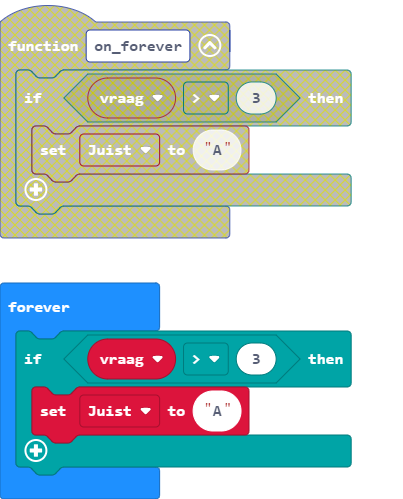 function on_forever
if vraag > 3 then
set Juist to "A"
forever
if vraag > 3 then
set Juist to "A"